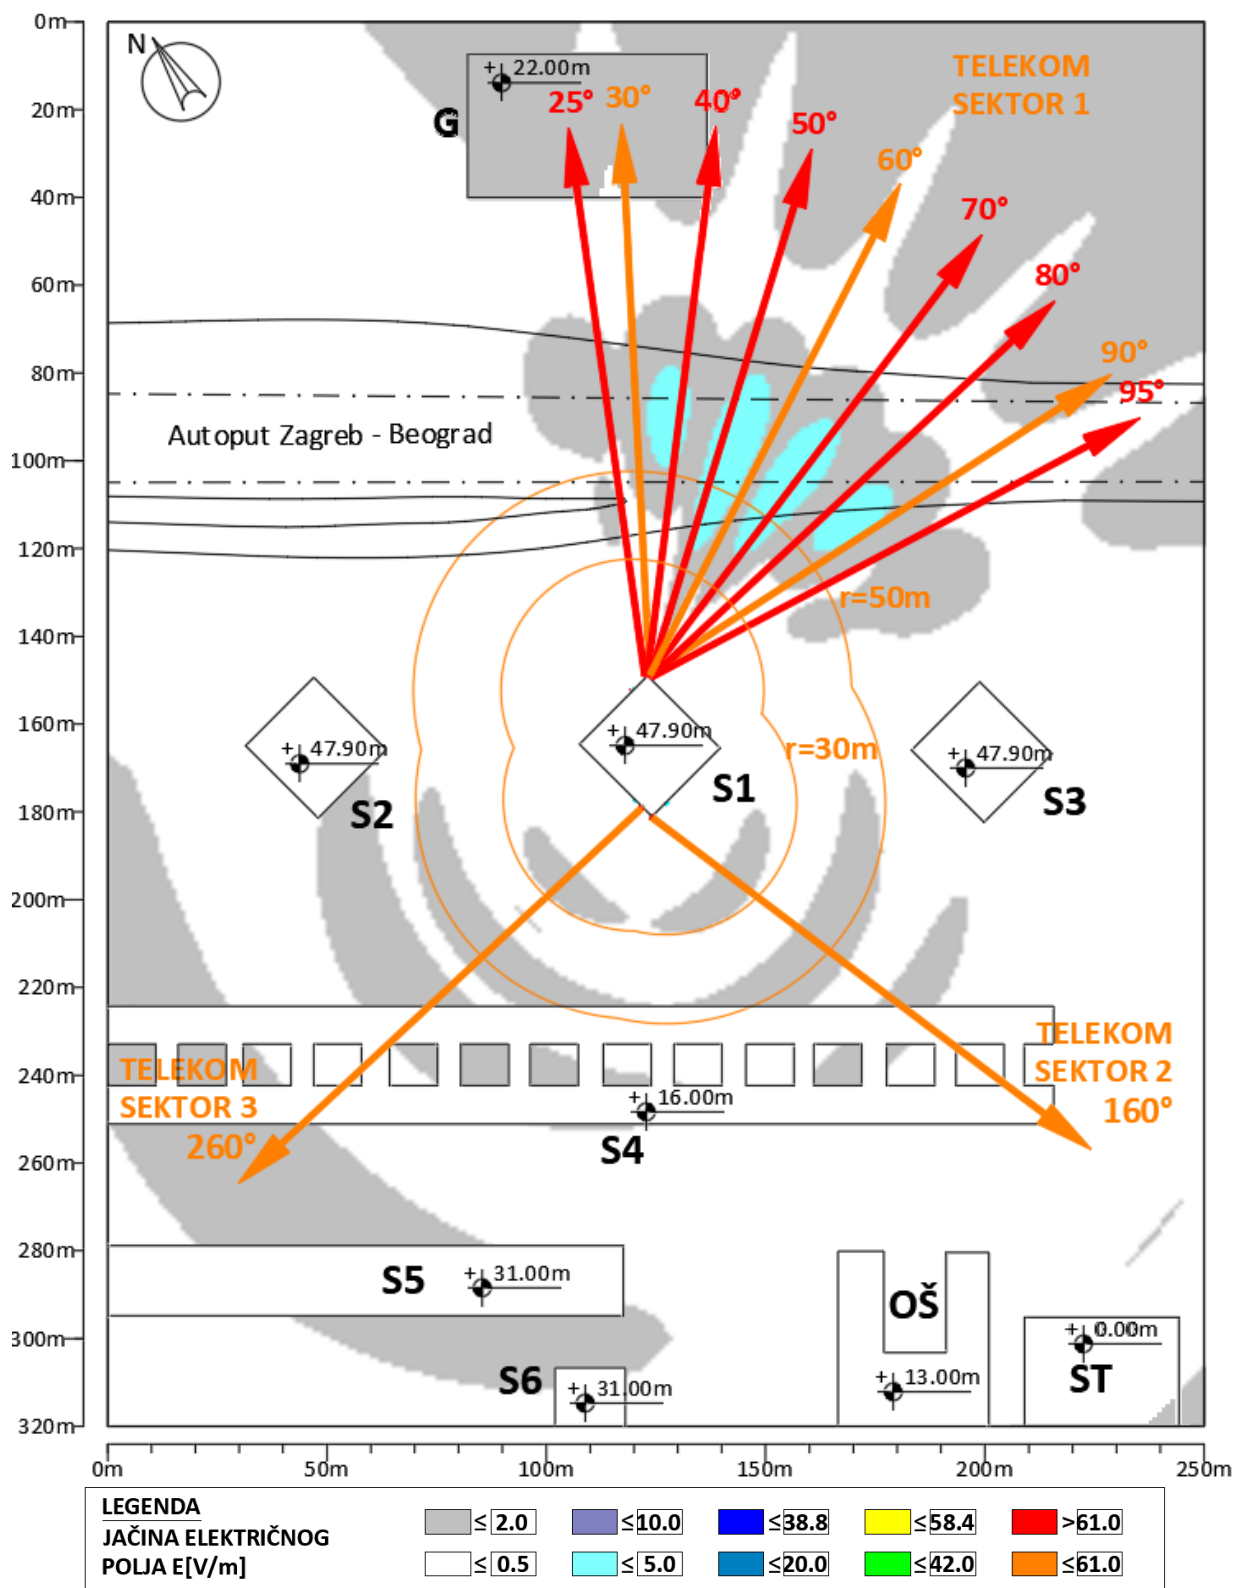 0m
N
22.00m
TELEKOM
SEKTOR 1
25°
30°
40°
50°
60°
70°
80°
90°
95°
G
20m
40m
60m
80m
Autoput Zagreb - Beograd
100m
120m
r=50m
140m
160m
47.90m
47.90m
47.90m
r=30m
S2
S1
S3
180m
200m
220m
TELEKOM
SEKTOR 3
260°
TELEKOM
SEKTOR 2
160°
240m
16.00m
S4
260m
280m
S5
31.00m
OŠ
300m
0.00m
ST
S6
31.00m
13.00m
320m
0m 50m 100m 150m 200m 250m
LEGENDA
JAČINA ELEKTRIČNOG
POLJA E[V/m]
≤ 2.0 ≤10.0 ≤38.8 ≤58.4 >61.0
≤ 0.5 ≤ 5.0 ≤20.0 ≤42.0 ≤61.0